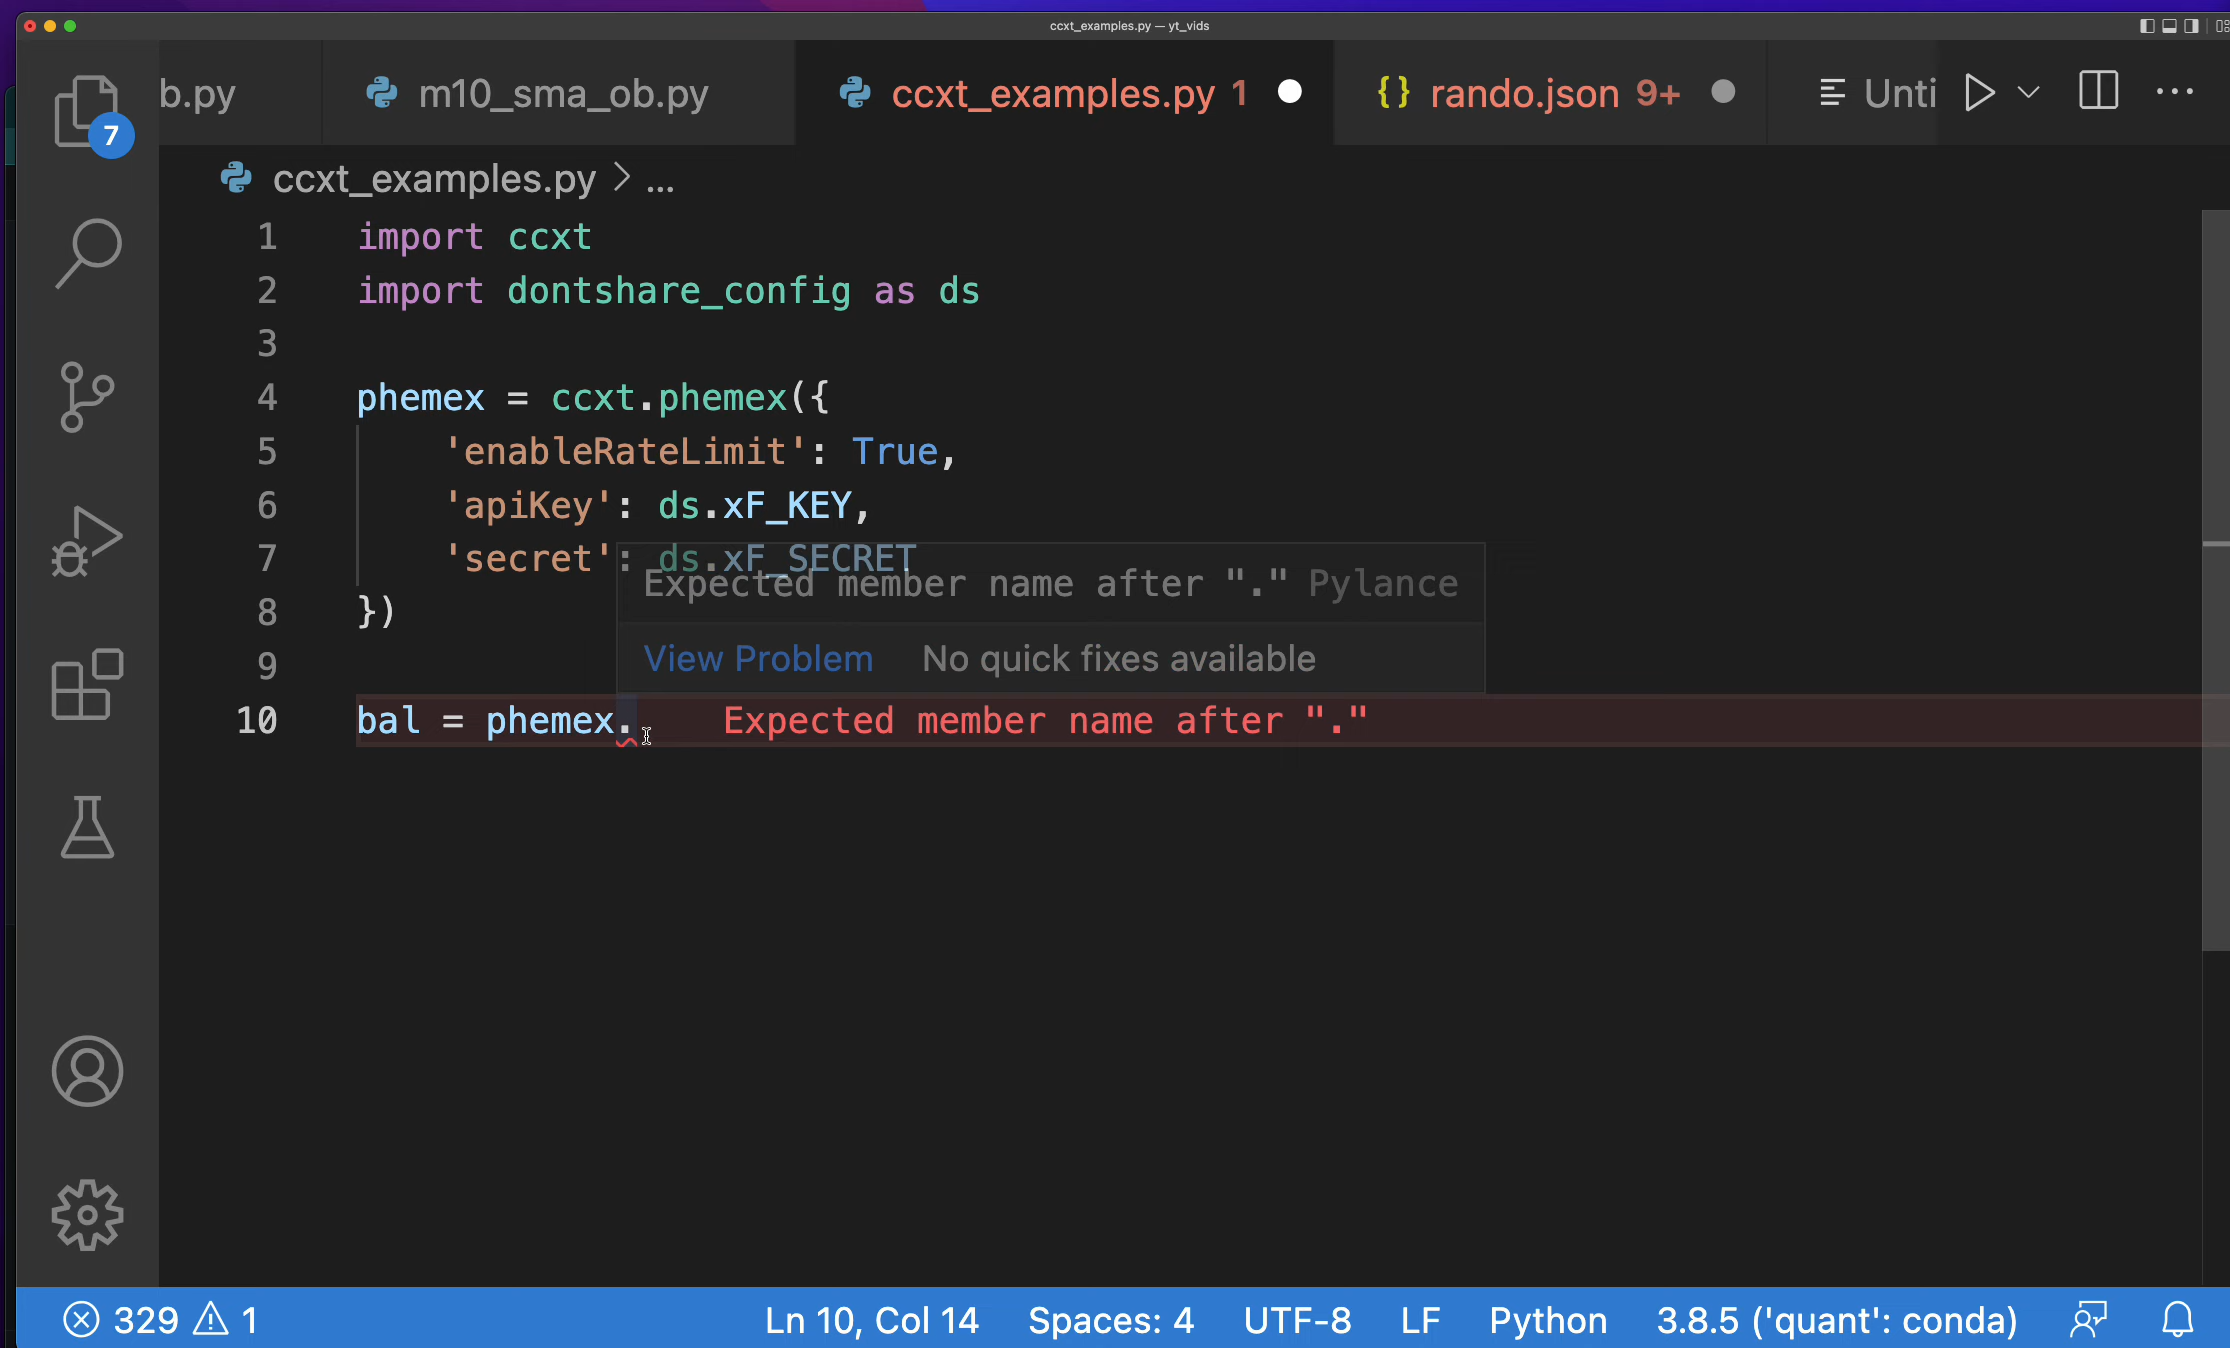 ccxt_examples.py — yt_vids
b.py
m10_sma_ob.py
ccxt_examples.py 1
{} rando.json 9+
Unti
7
ccxt_examples.py > ...
1 import ccxt
2 import dontshare_config as ds
3
4 phemex = ccxt.phemex({
5 'enableRateLimit': True,
6 'apiKey': ds.xF_KEY,
7 'secret': ds.xF_SECRET
Expected member name after "." Pylance
8 })
View Problem No quick fixes available
9
10 bal = phemex. Expected member name after "."
329 1 Ln 10, Col 14 Spaces: 4 UTF-8 LF Python 3.8.5 ('quant': conda)